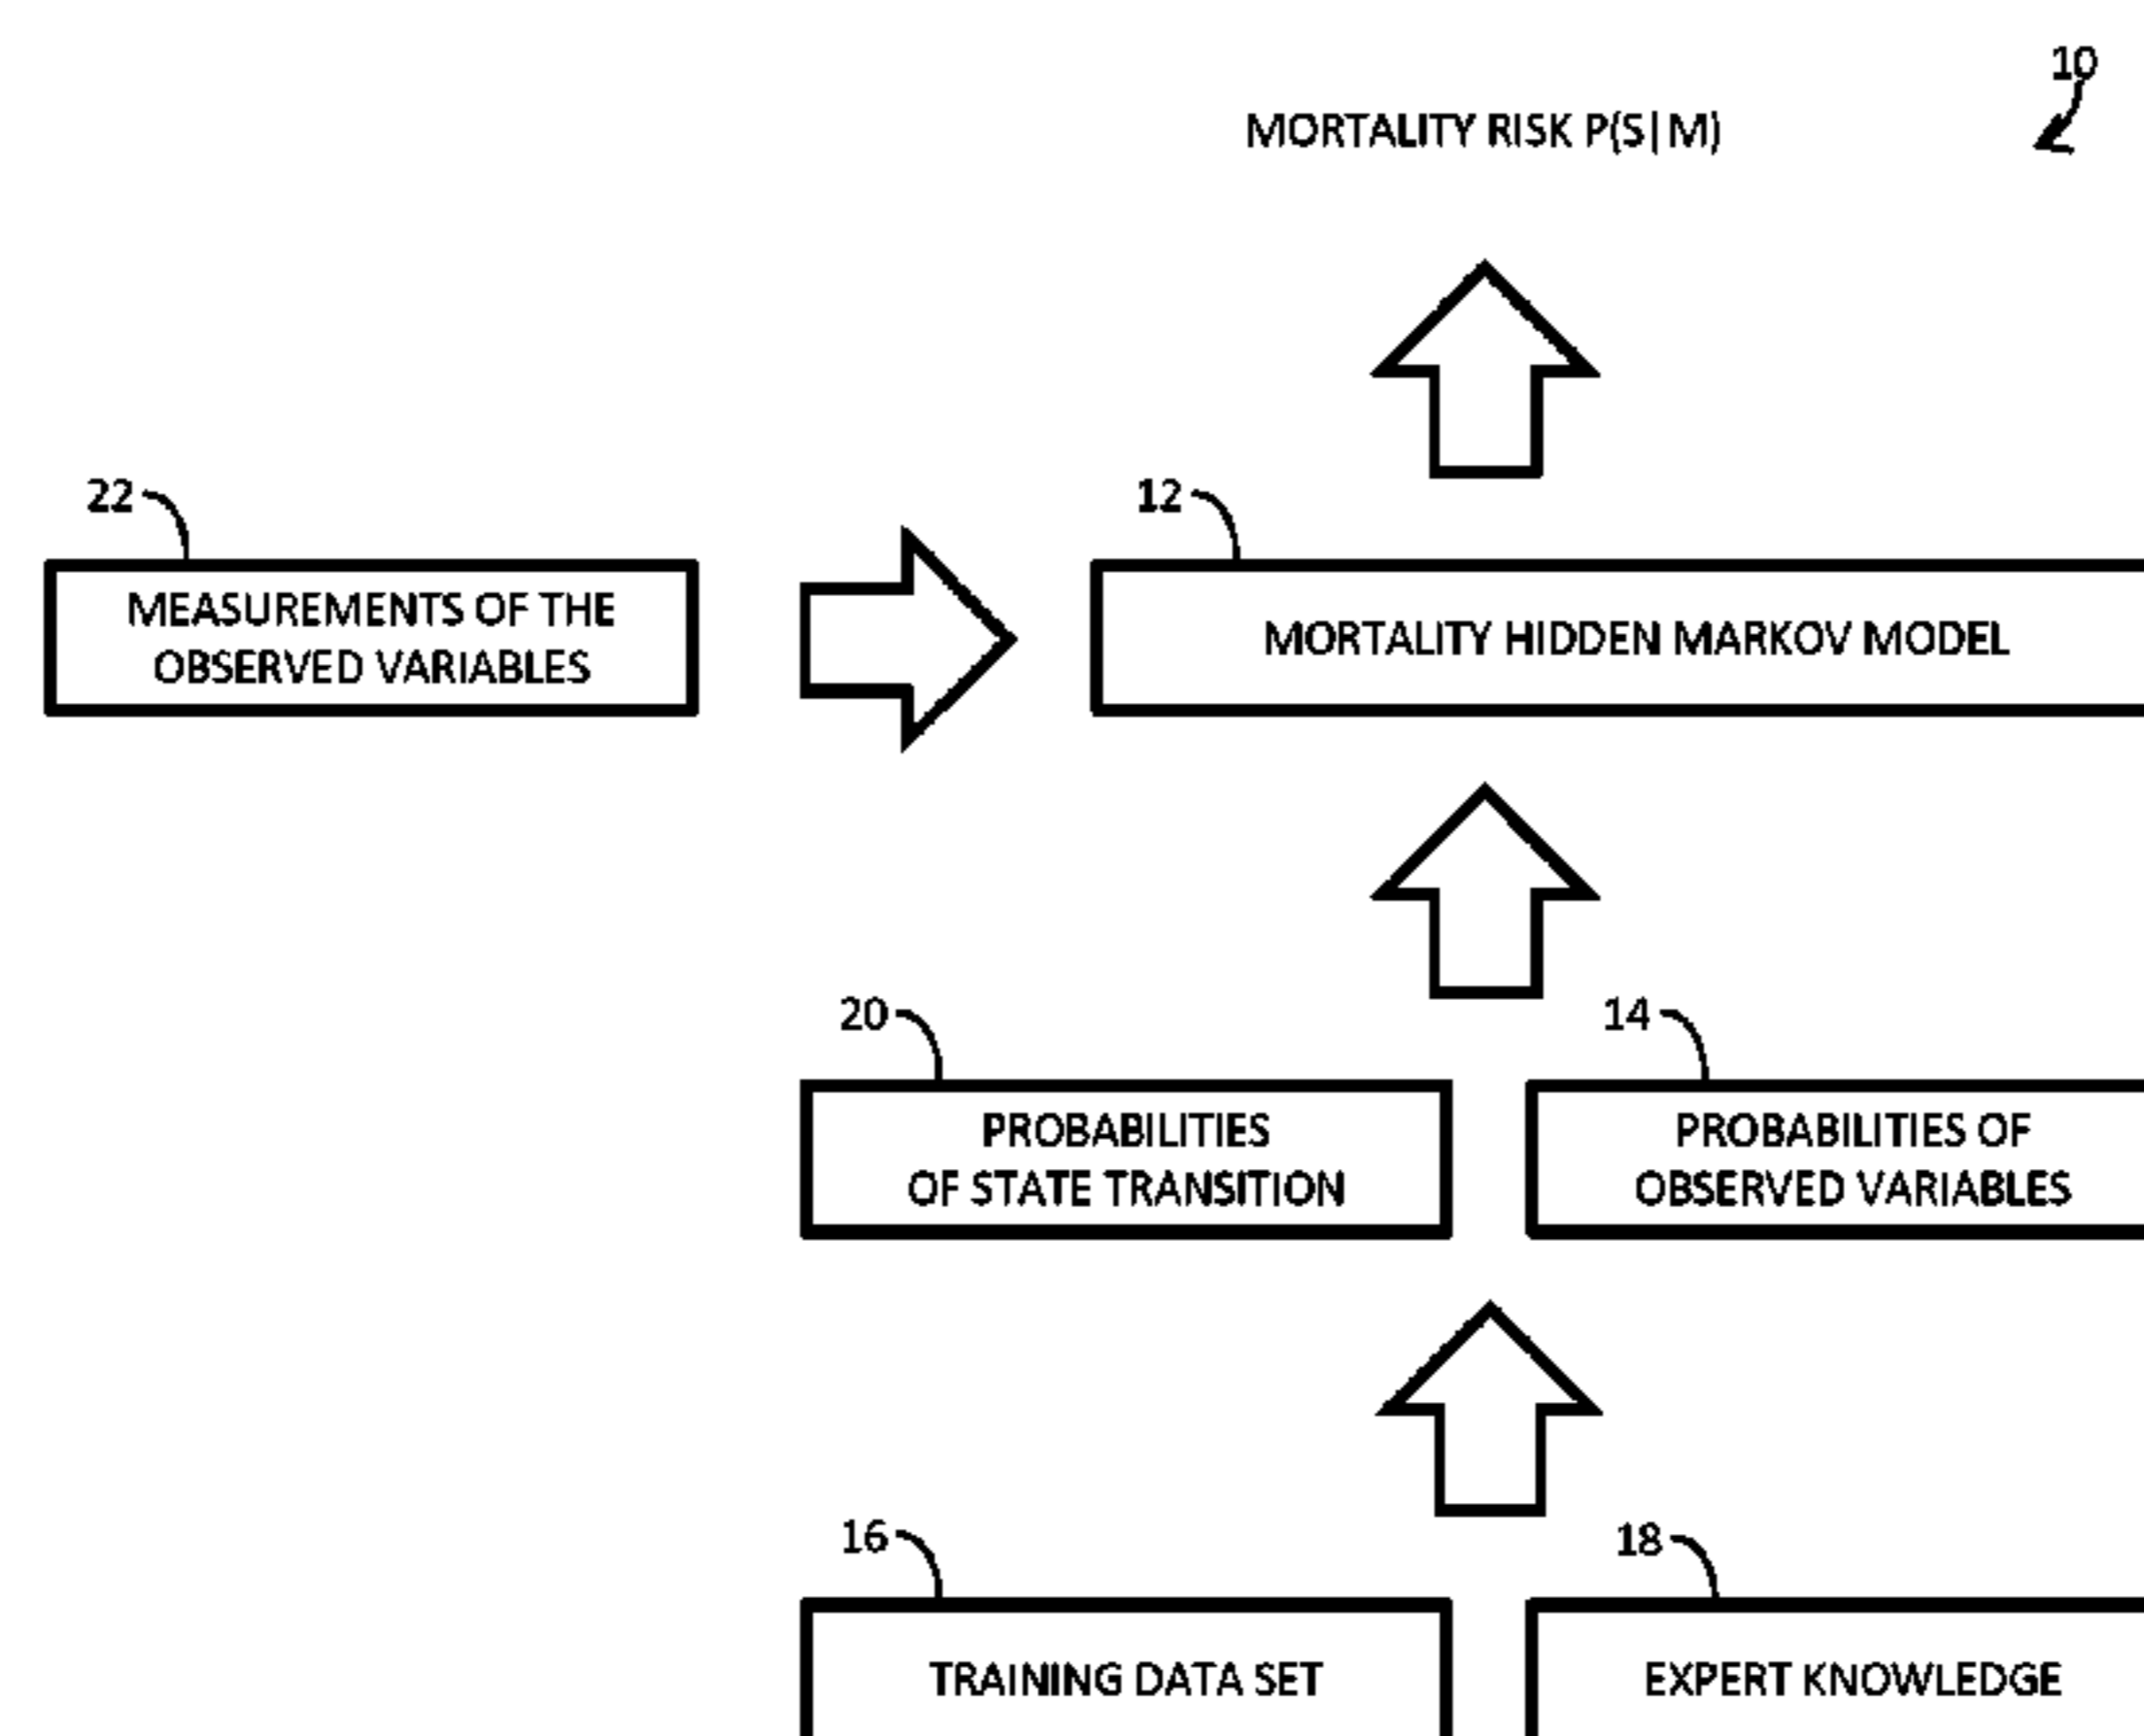 10
MORTALITY RISK P(S|M)
22
12
MEASUREMENTS OF THE
OBSERVED VARIABLES
MORTALITY HIDDEN MARKOV MODEL
20
14
PROBABILITIES
OF STATE TRANSITION
PROBABILITIES OF
OBSERVED VARIABLES
16
18
TRAINING DATA SET
EXPERT KNOWLEDGE